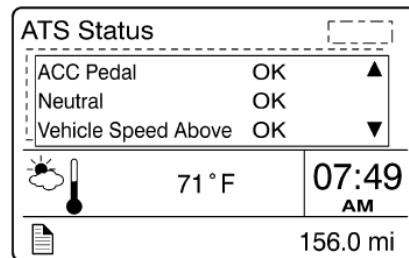 ATS Status
ACC Pedal OK
Neutral OK
Vehicle Speed Above OK
71°F
07:49
AM
156.0 mi